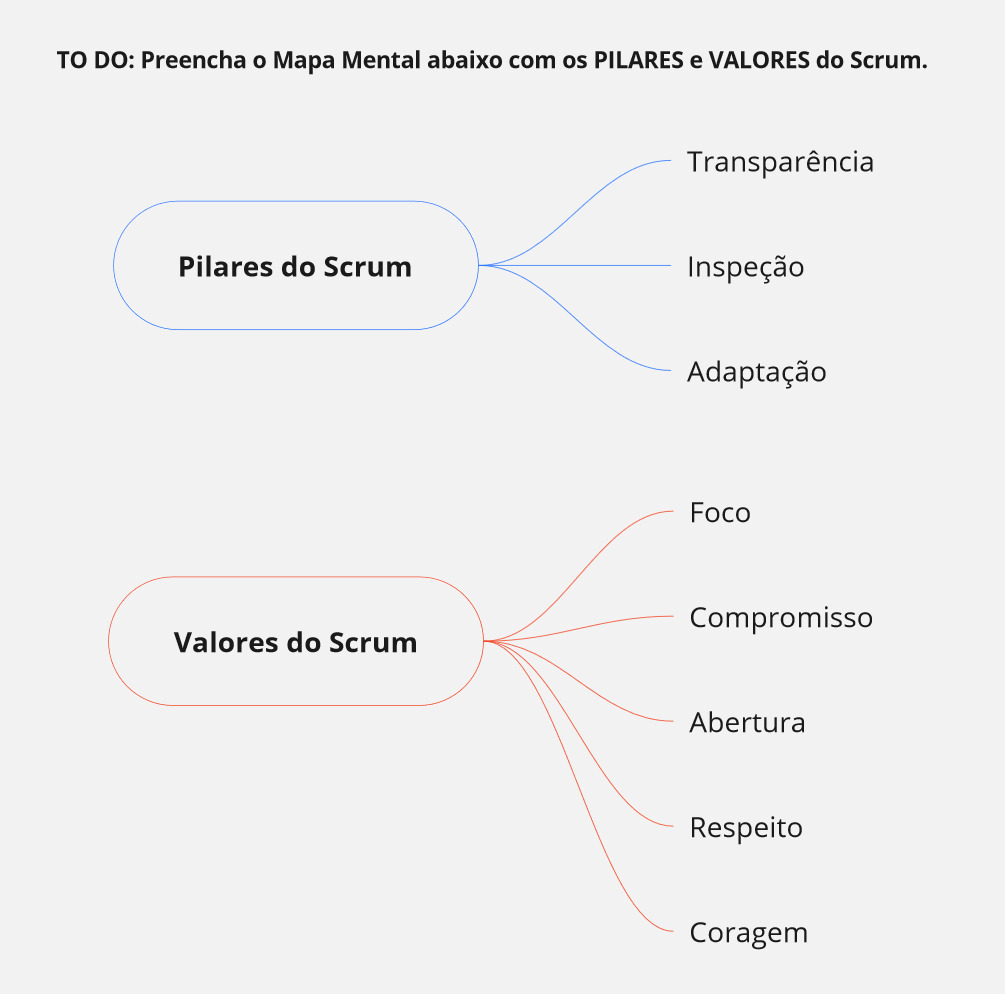 TO DO: Preencha o Mapa Mental abaixo com os PILARES e VALORES do Scrum.
Pilares do Scrum
Transparência
Inspeção
Adaptação
Valores do Scrum
Foco
Compromisso
Abertura
Respeito
Coragem